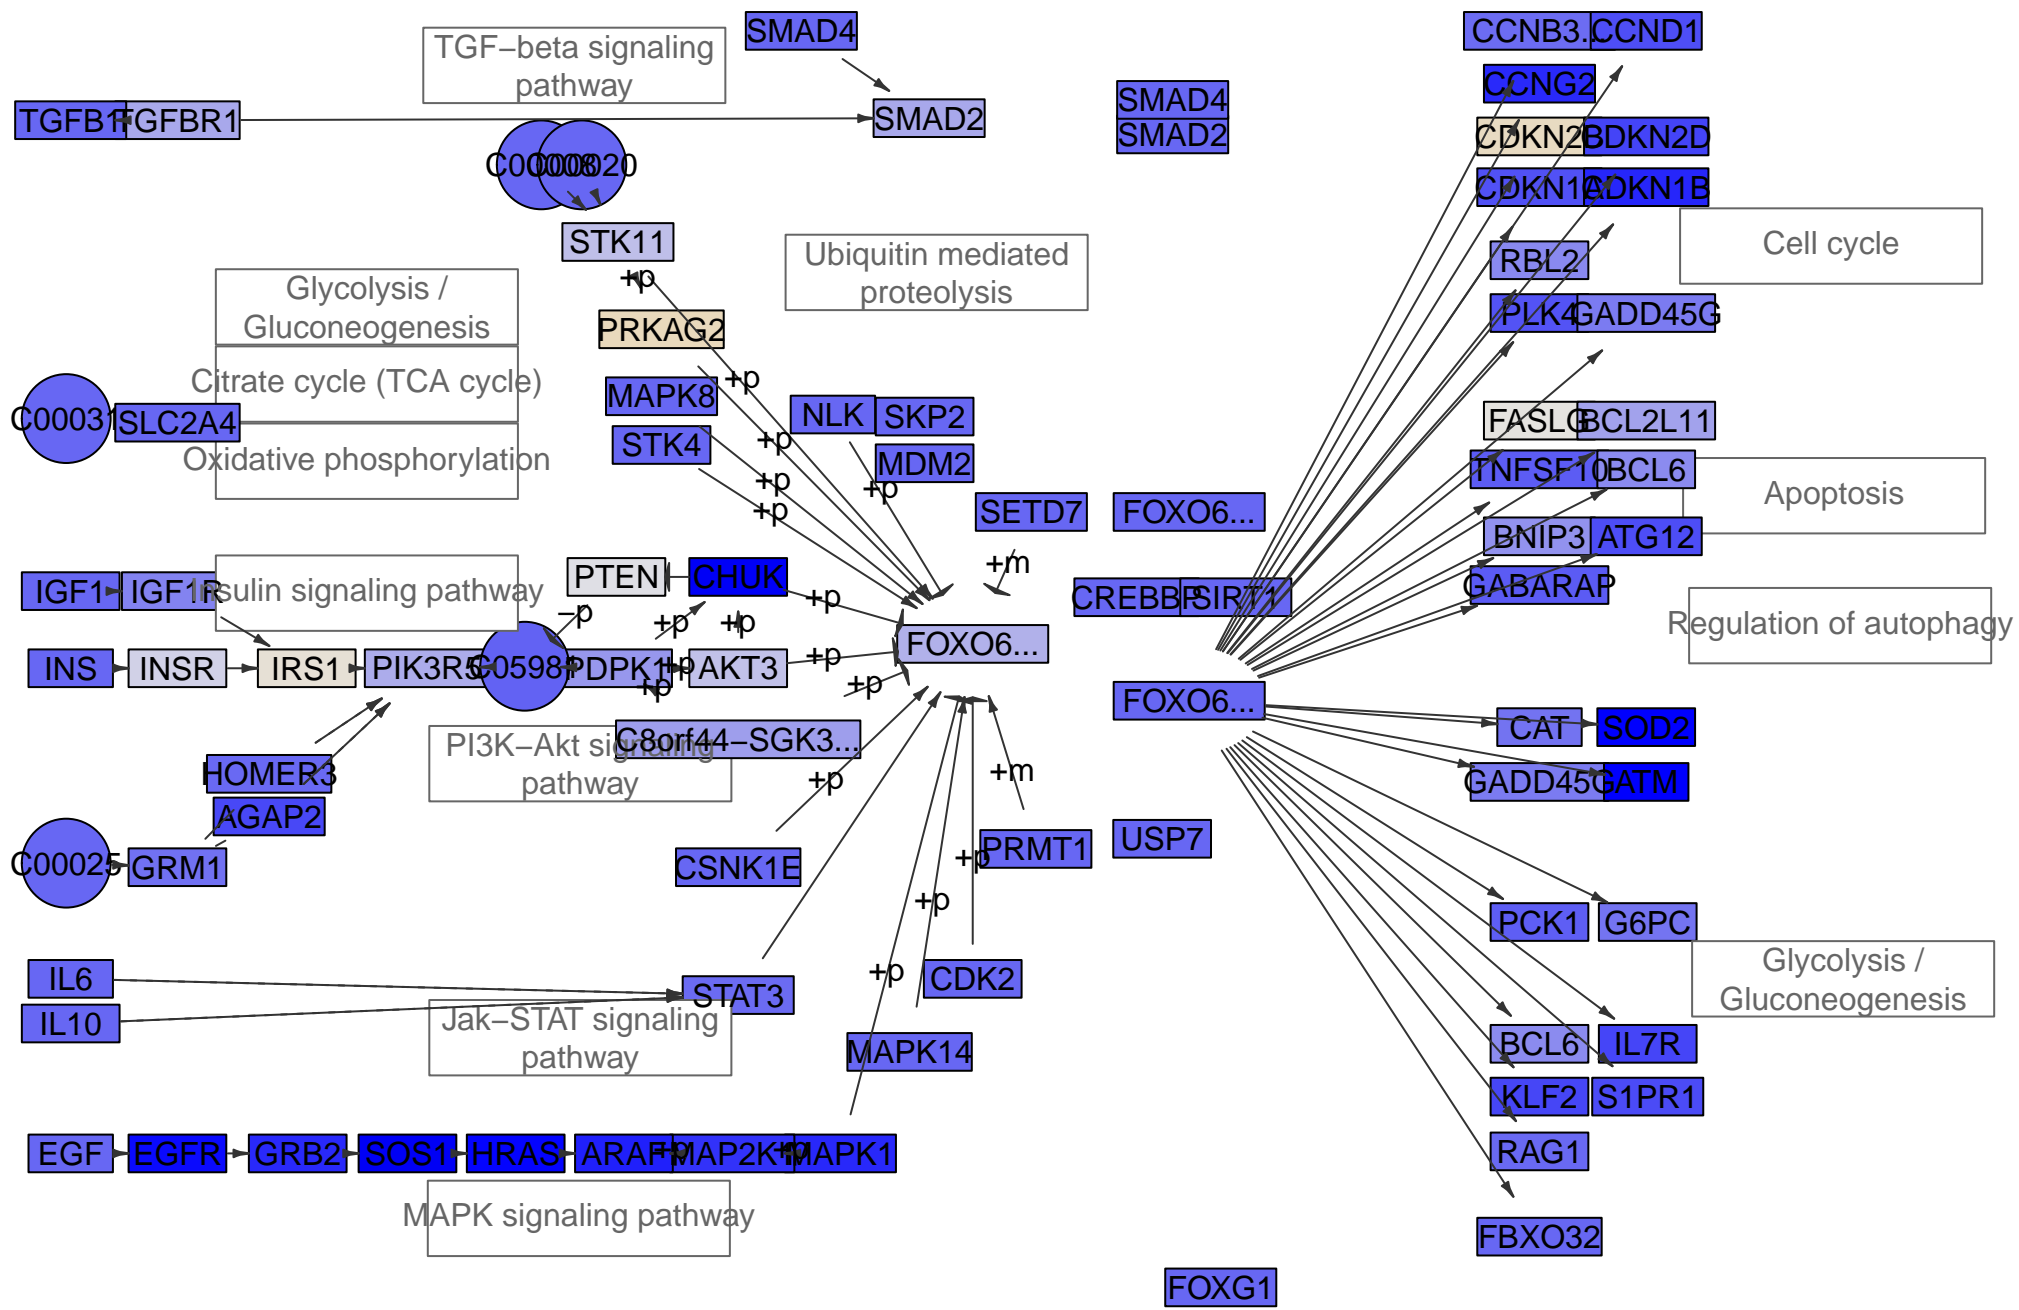 SMAD4
CCNB3...
CCND1
TGF−beta signaling
pathway
CCNG2
SMAD4
TGFB1
TGFBR1
SMAD2
SMAD2
CDKN2B
CDKN2D
C00020
CDKN1A
CDKN1B
STK11
Ubiquitin mediated
proteolysis
Cell cycle
RBL2
+p
Glycolysis /
Gluconeogenesis
PRKAG2
PLK4
GADD45G
Citrate cycle (TCA cycle)
+p
MAPK8
NLK
SKP2
FASLG
BCL2L11
C00031
SLC2A4
STK4
+p
Oxidative phosphorylation
MDM2
TNFSF10
BCL6
+p
+p
Apoptosis
+p
SETD7
FOXO6...
BNIP3
ATG12
+m
PTEN
CHUK
GABARAP
IGF1
IGF1R
Insulin signaling pathway
+p
CREBBP
SIRT1
−p
+p
+p
Regulation of autophagy
FOXO6...
INS
INSR
IRS1
PIK3R5
C05981
PDPK1
+p
AKT3
+p
+p
+p
FOXO6...
CAT
SOD2
C8orf44−SGK3...
PI3K−Akt signaling
pathway
HOMER3
+p
+m
GADD45G
ATM
AGAP2
USP7
PRMT1
C00025
GRM1
CSNK1E
+p
+p
PCK1
G6PC
+p
IL6
CDK2
Glycolysis /
Gluconeogenesis
STAT3
IL10
Jak−STAT signaling
pathway
MAPK14
BCL6
IL7R
KLF2
S1PR1
EGF
EGFR
GRB2
SOS1
HRAS
ARAF
+p
MAP2K1
+p
MAPK1
RAG1
MAPK signaling pathway
FBXO32
FOXG1